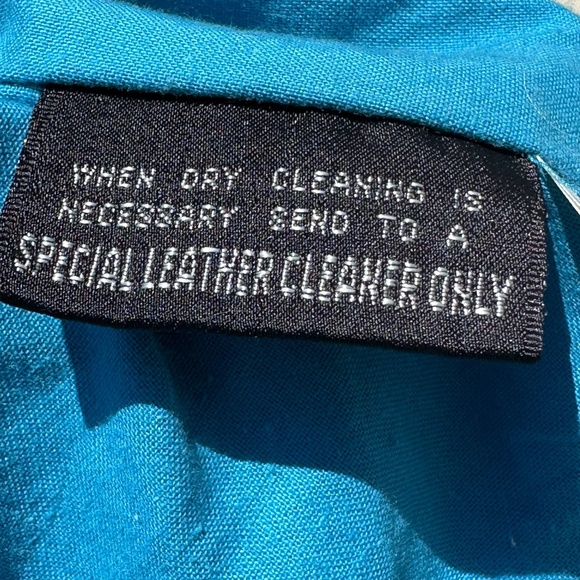 WHEN DRY CLEANING IS
NECESSARY SEND TO A
SPECIAL LEATHER CLEANER ONLY